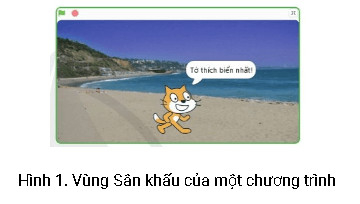 Tớ thích biển nhất!
Hình 1. Vùng Sân khấu của một chương trình